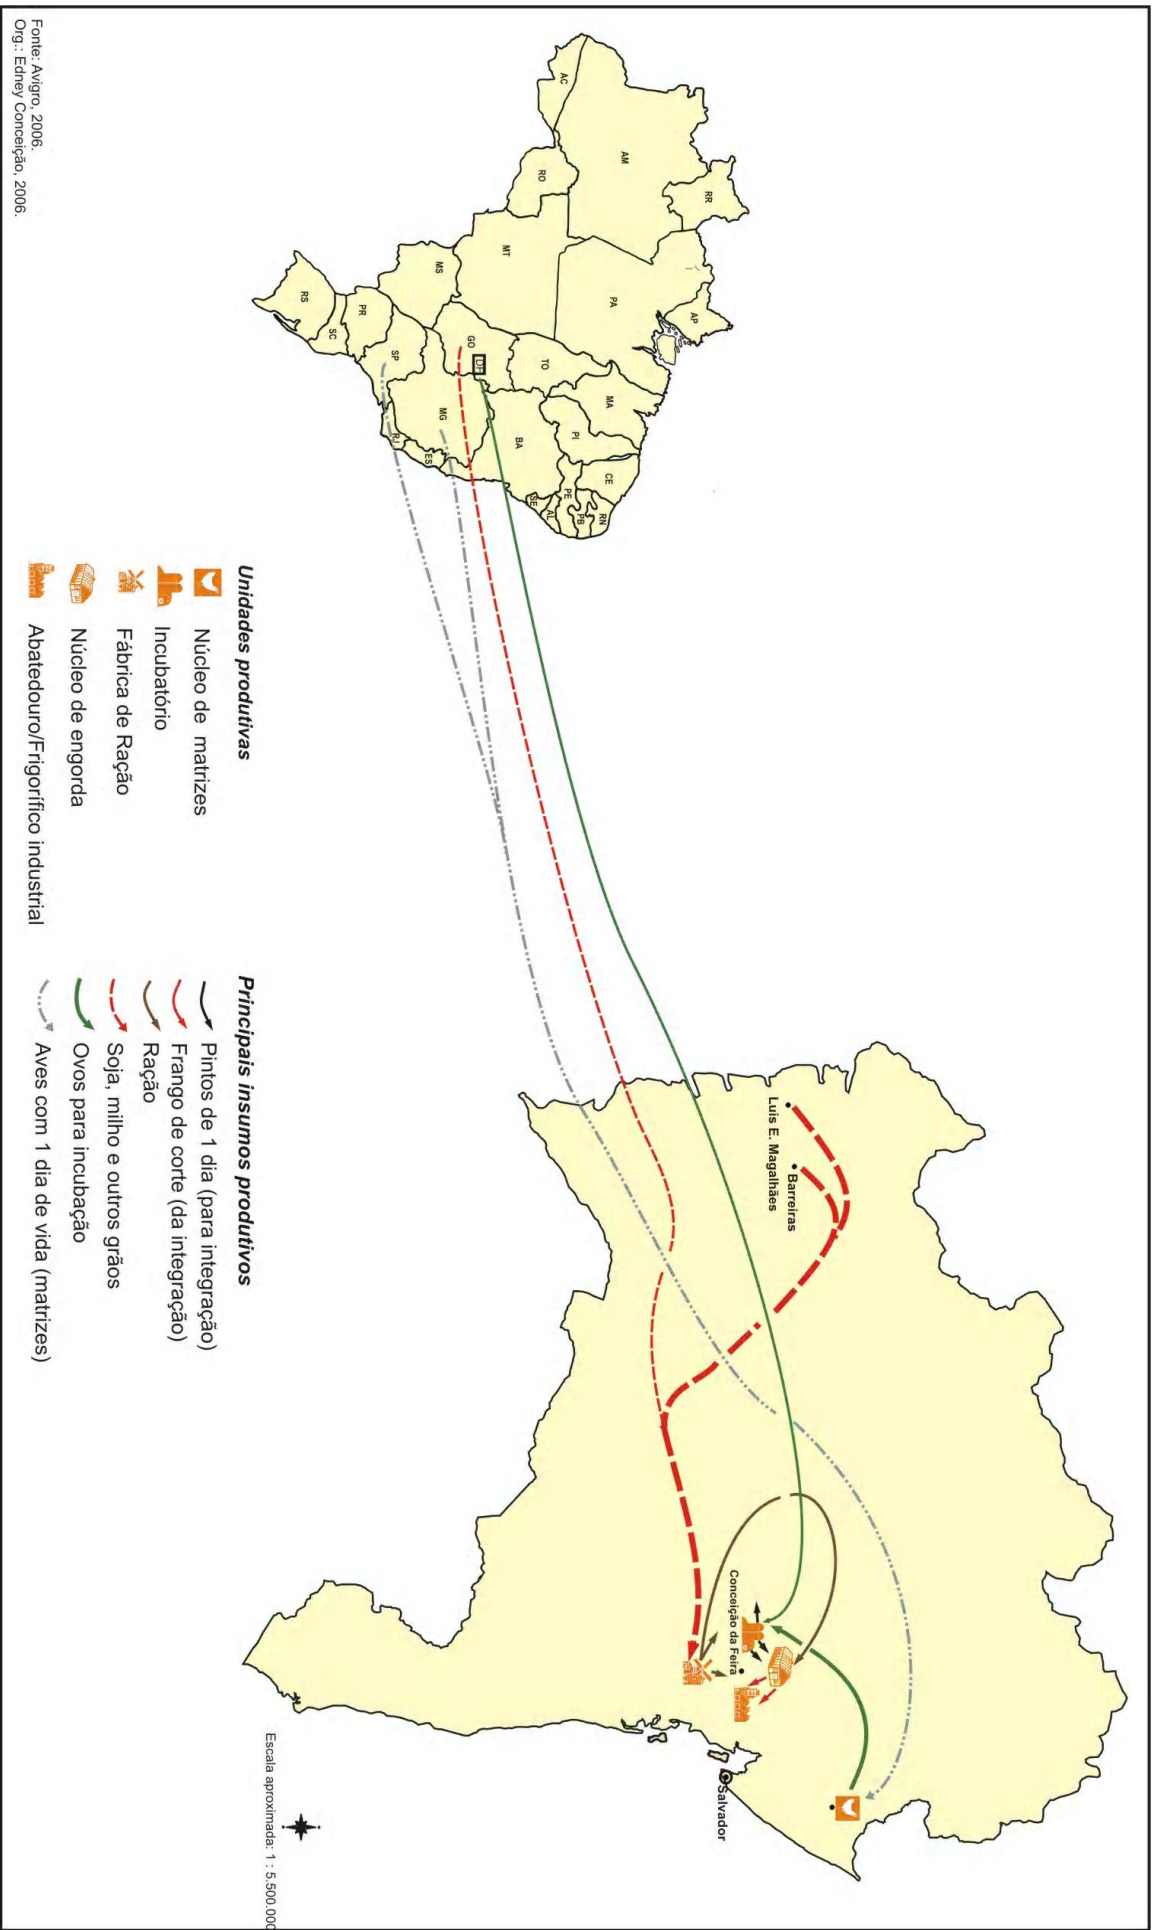 AC
AM
RR
RO
PA
AP
MT
MS
RS
SC
PR
SP
GO
DF
TO
MA
PI
CE
RN
PB
PE
AL
SE
BA
MG
ES
RJ
Luis E. Magalhães
Barreiras
Conceição da Feira
Salvador
Unidades produtivas
Núcleo de matrizes
Incubatório
Fábrica de Ração
Núcleo de engorda
Abatedouro/Frigorífico industrial
Principais insumos produtivos
Pintos de 1 dia (para integração)
Frango de corte (da integração)
Ração
Soja, milho e outros grãos
Ovos para incubação
Aves com 1 dia de vida (matrizes)
Escala aproximada: 1 : 5.500.000
Fonte: Avigro, 2006.
Org.: Edney Conceição, 2006.